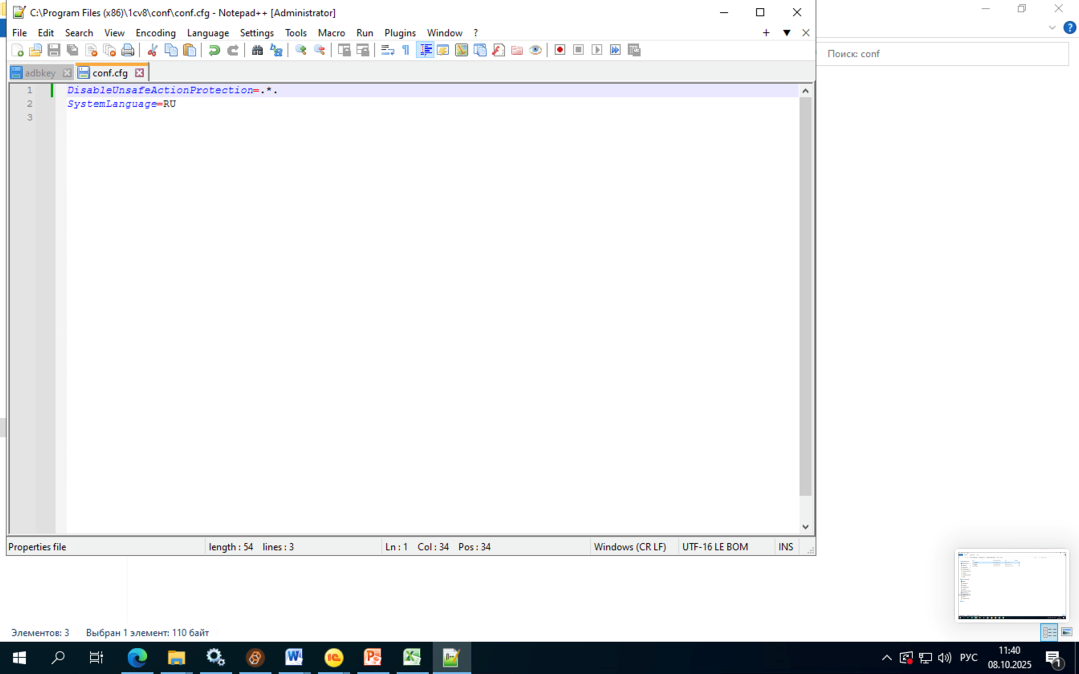 C:\Program Files (x86)\1cv8\conf\conf.cfg - Notepad++ [Administrator]
File Edit Search View Encoding Language Settings Tools Macro Run Plugins Window ?
Поиск: conf
adbkey conf.cfg
1 DisableUnsafeActionProtection=.*.
2 SystemLanguage=RU
3
Properties file length : 54 lines : 3 Ln : 1 Col : 34 Pos : 34 Windows (CR LF) UTF-16 LE BOM INS
Элементов: 3 Выбран 1 элемент: 110 байт
РУС
11:40
08.10.2025
1